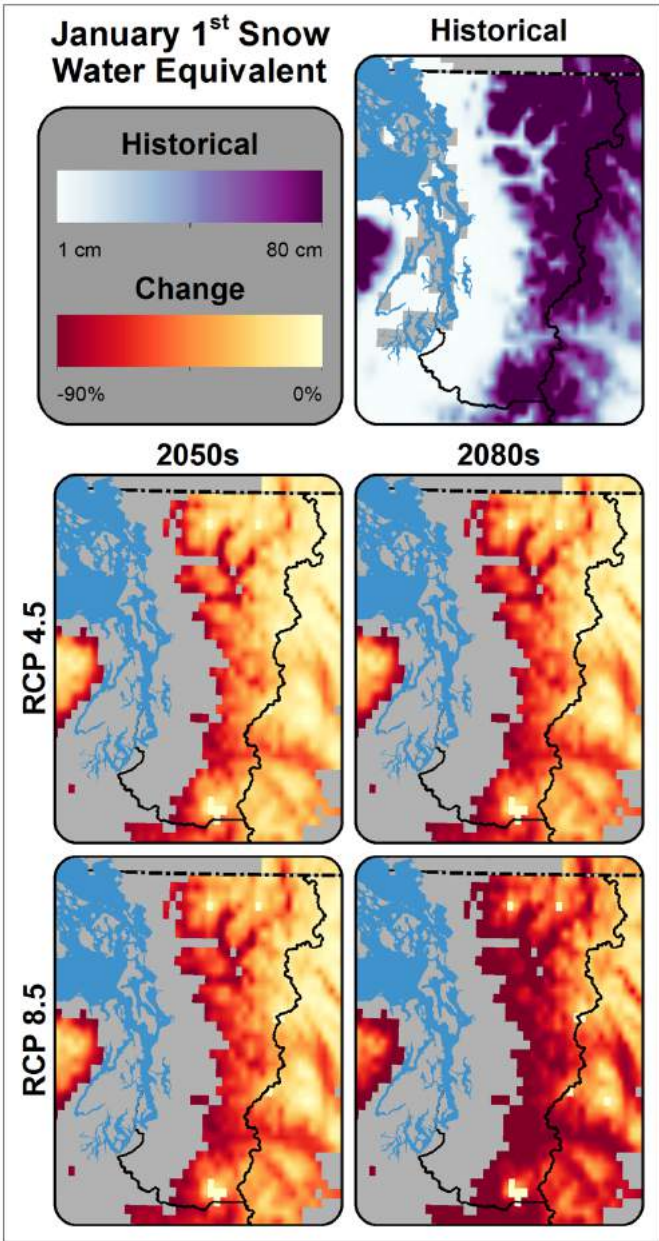 January 1st Snow
Water Equivalent
Historical
Historical
1 cm
80 cm
Change
-90%
0%
2050s
2080s
RCP 4.5
RCP 8.5